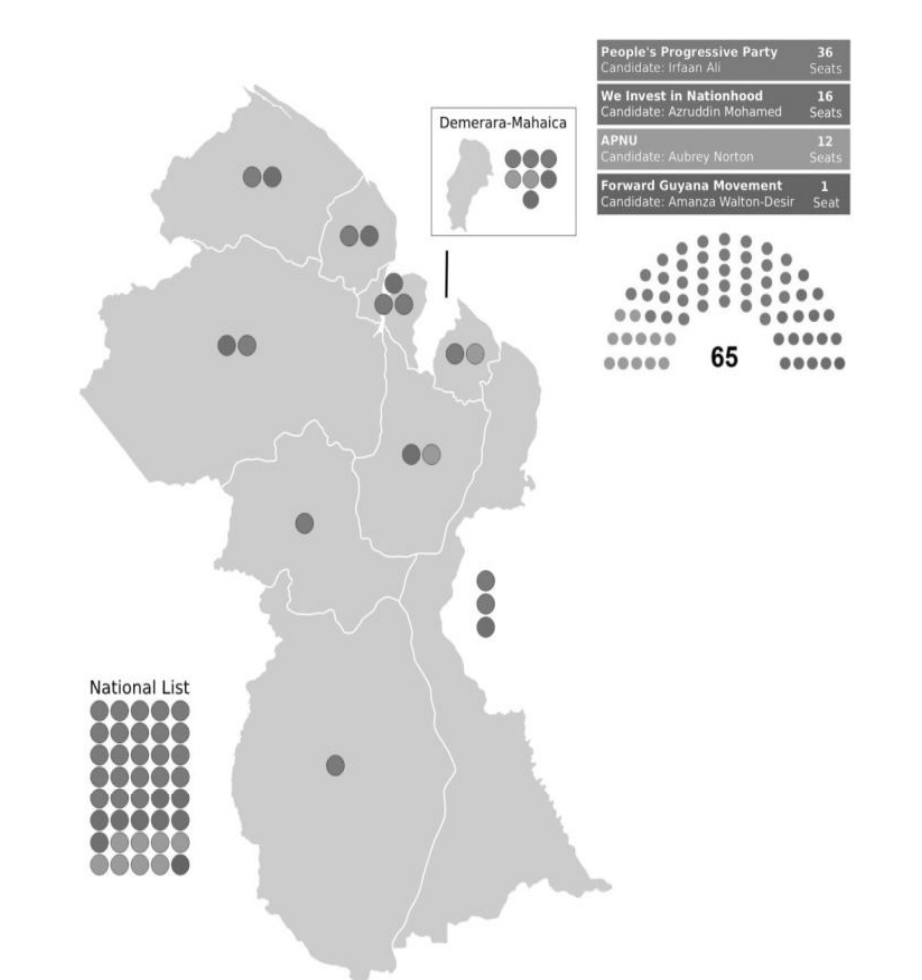 People's Progressive Party 36
Candidate: Irfaan Ali Seats
We Invest in Nationhood 16
Candidate: Azruddin Mohamed Seats
APNU 12
Candidate: Aubrey Norton Seats
Forward Guyana Movement 1
Candidate: Amanza Walton-Desir Seat
Demerara-Mahaica
65
National List